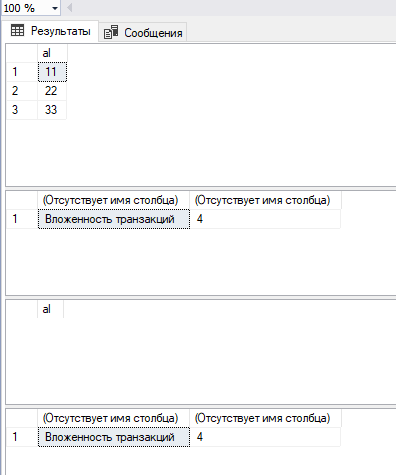 100 %
Результаты Сообщения
al
1 11
2 22
3 33
(Отсутствует имя столбца) (Отсутствует имя столбца)
1 Вложенность транзакций 4
al
(Отсутствует имя столбца) (Отсутствует имя столбца)
1 Вложенность транзакций 4